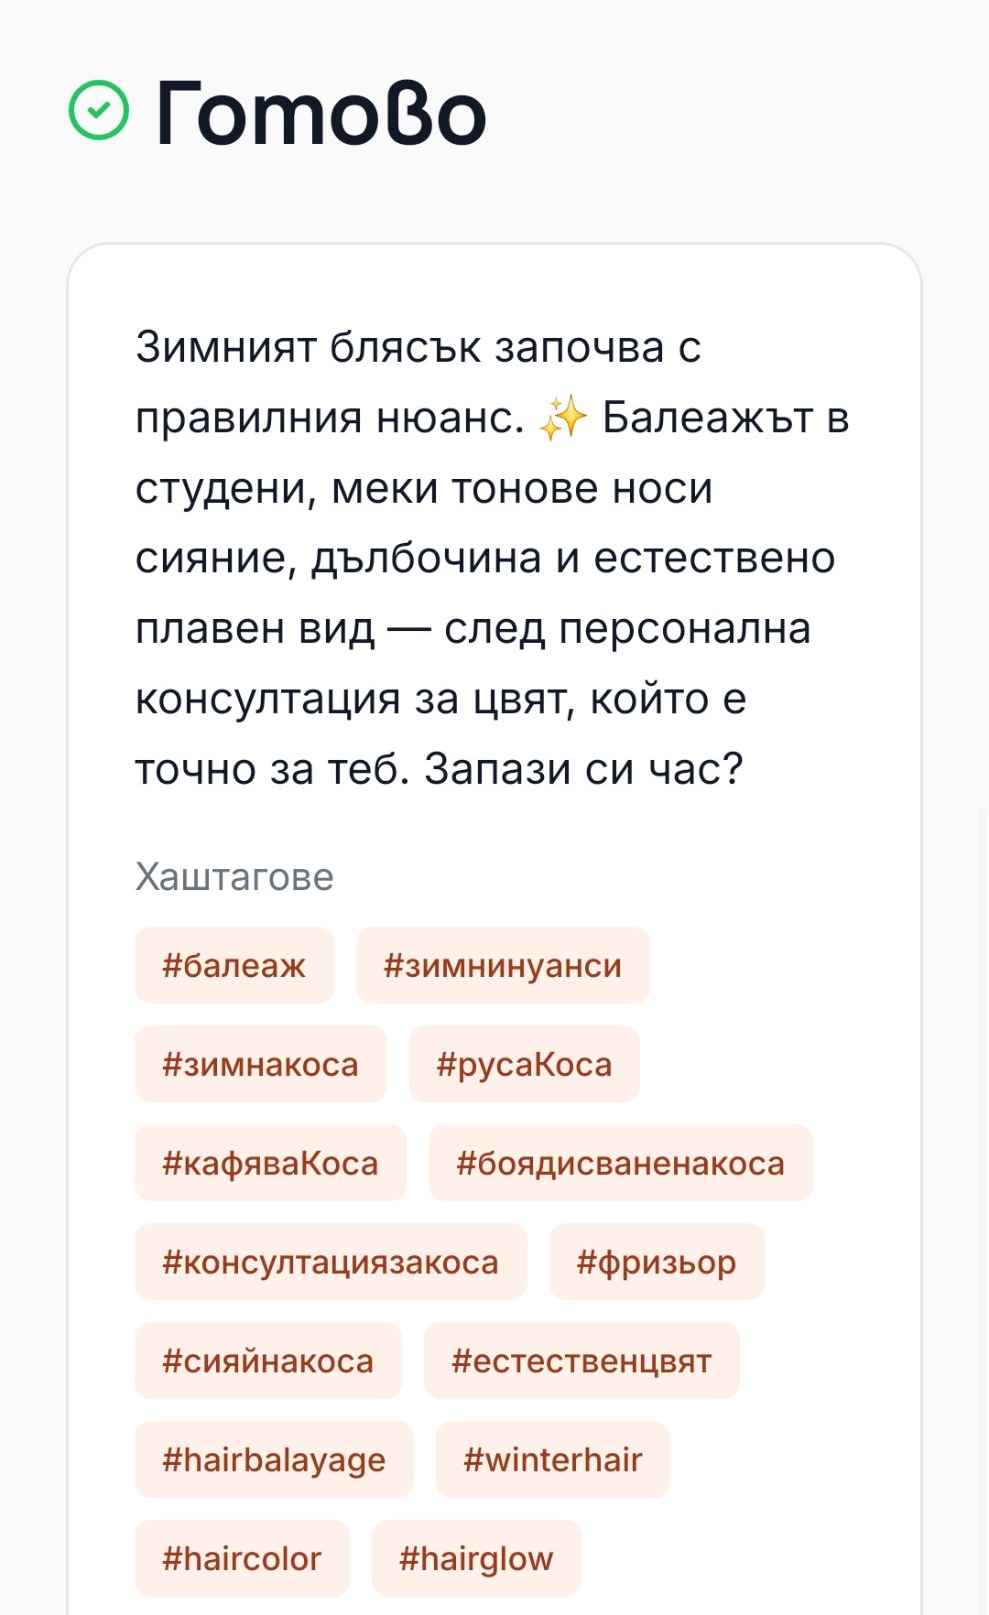 Готово
Зимният блясък започва с
правилния нюанс. ✨ Балеажът в
студени, меки тонове носи
сияние, дълбочина и естествено
плавен вид — след персонална
консултация за цвят, който е
точно за теб. Запази си час?
Хаштагове
#балеаж #зимнинуанси
#зимнакоса #русаКоса
#кафяваКоса #боядисваненакоса
#консултациязакоса #фризьор
#сияйнакоса #естественцвят
#hairbalayage #winterhair
#haircolor #hairglow